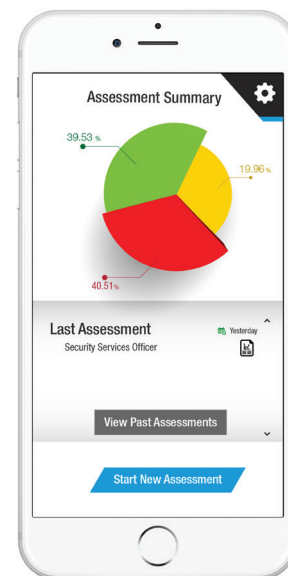 Assessment Summary
39.53 %
19.96%
40.51%
Last Assessment
Yesterday
Security Services Officer
View Past Assessments
Start New Assessment